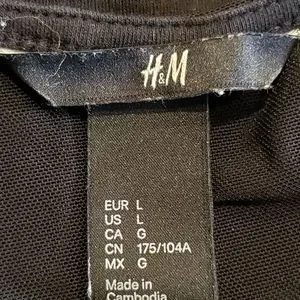 H&M
EUR L
US L
CA G
CN 175/104A
MX G
Made in
Cambodia